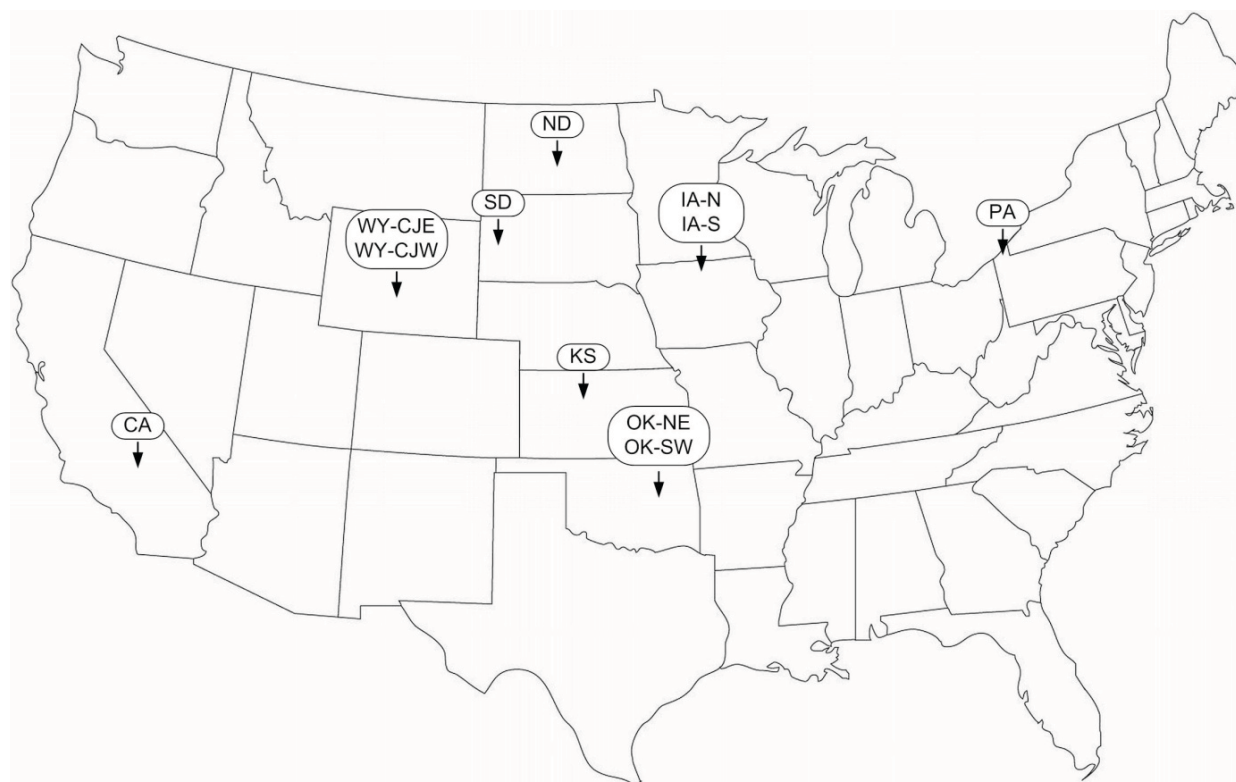 ND
SD
WY-CJE
WY-CJW
IA-N
IA-S
PA
KS
CA
OK-NE
OK-SW